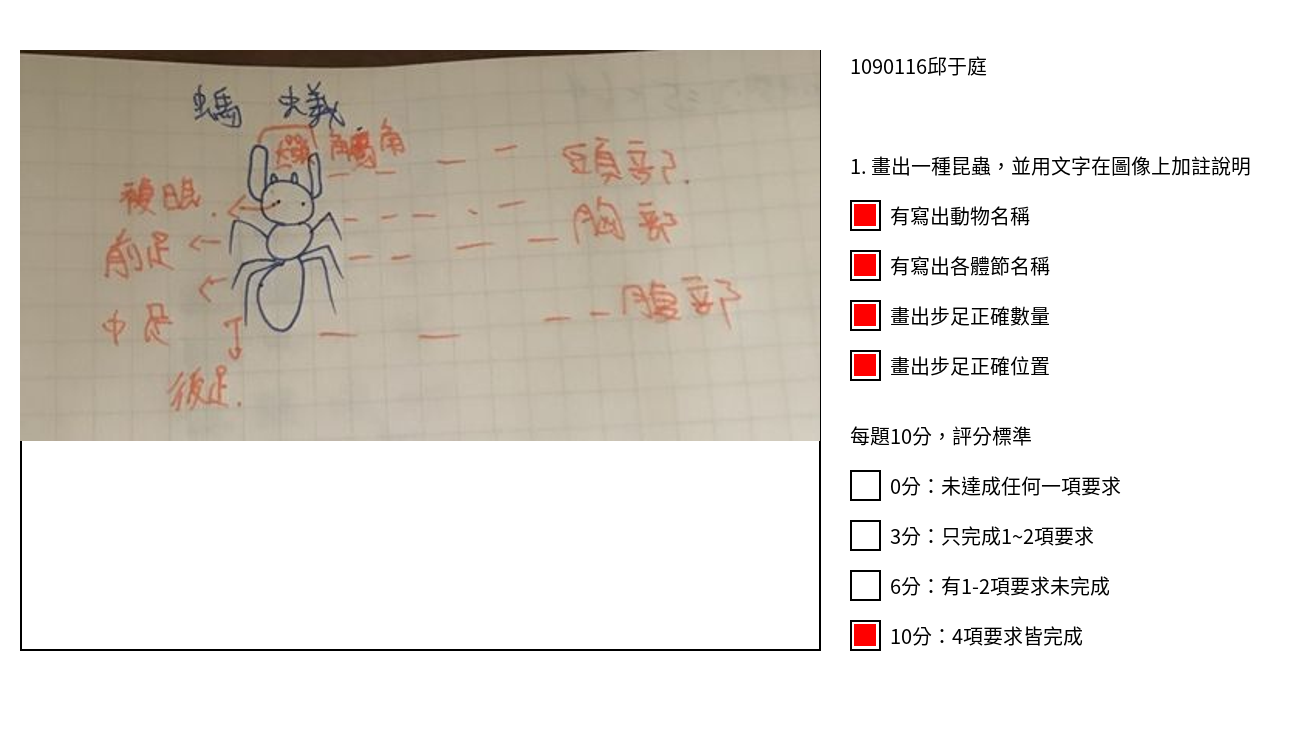 螞蟻
觸角
頭部.
複眼.
胸部
前足
腹部
中足
後足.
1090116邱于庭
1. 畫出一種昆蟲，並用文字在圖像上加註說明
有寫出動物名稱
有寫出各體節名稱
畫出步足正確數量
畫出步足正確位置
每題10分，評分標準
0分：未達成任何一項要求
3分：只完成1~2項要求
6分：有1-2項要求未完成
10分：4項要求皆完成